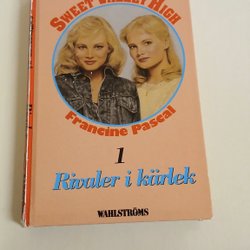 SWEET VALLEY HIGH
Francine Pascal
1
Rivaler i kärlek
WAHLSTRÖMS